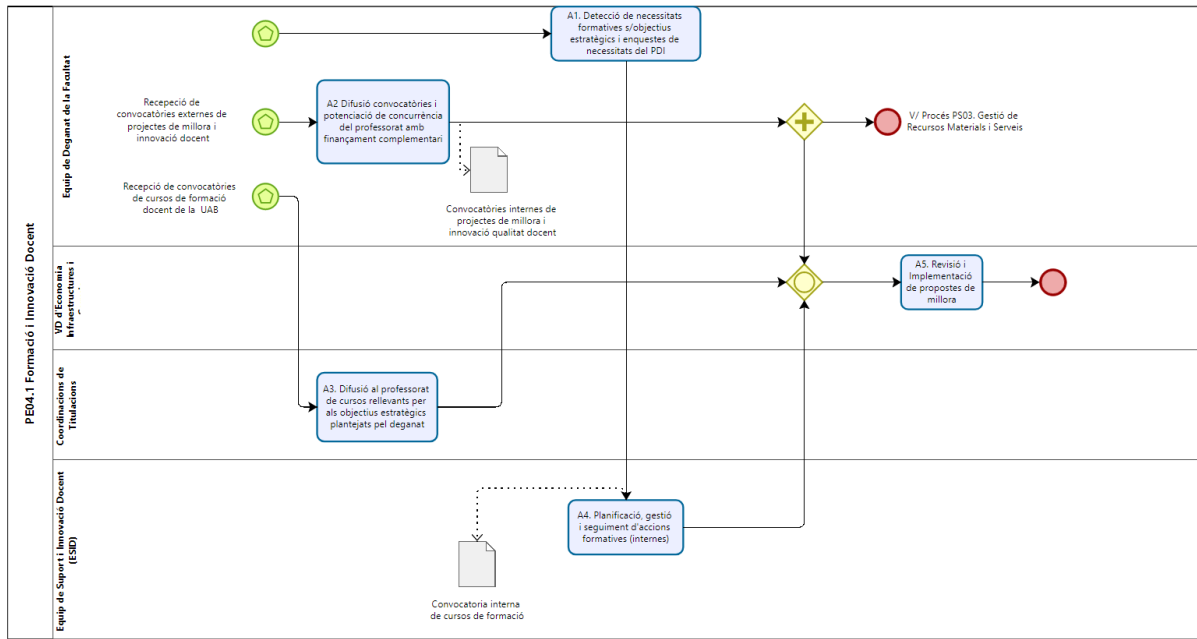 PE04.1 Formació i Innovació Docent
Equip de Deganat de la Facultat
A1. Detecció de necessitats
formatives s/objectius
estratègics i enquestes de
necessitats del PDI
Recepeció de
convocatòries externes de
projectes de millora i
innovació docent
A2 Difusió convocatòries i
potenciació de concurrència
del professorat amb
finançament complementari
V/ Procés PS03. Gestió de
Recursos Materials i Serveis
Convocatòries internes de
projectes de millora i
innovació qualitat docent
Recepció de convocatòries
de cursos de formació
docent de la UAB
VD d'Economia
Infraestructures i
A5. Revisió i
Implementació
de propostes de
millora
Coordinacions de
Titulacions
A3. Difusió al professorat
de cursos rellevants per
als objectius estratègics
plantejats pel deganat
Equip de Suport i Innovació Docent
(ESID)
A4. Planificació, gestió
i seguiment d'accions
formatives (internes)
Convocatoria interna
de cursos de formació